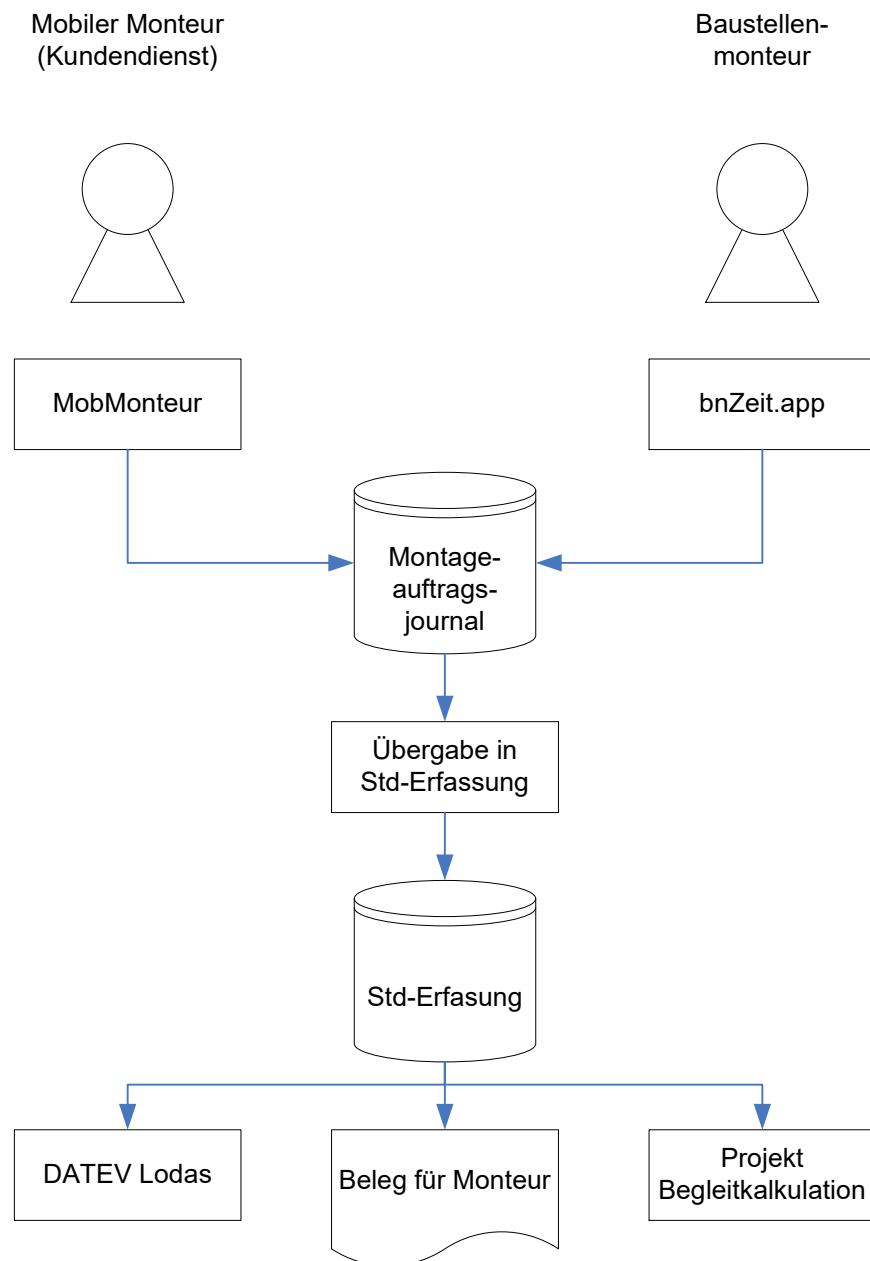 Mobiler Monteur
(Kundendienst)
Baustellen-
monteur
MobMonteur
bnZeit.app
Montage-
auftrags-
journal
Übergabe in
Std-Erfassung
Std-Erfasung
DATEV Lodas
Beleg für Monteur
Projekt
Begleitkalkulation